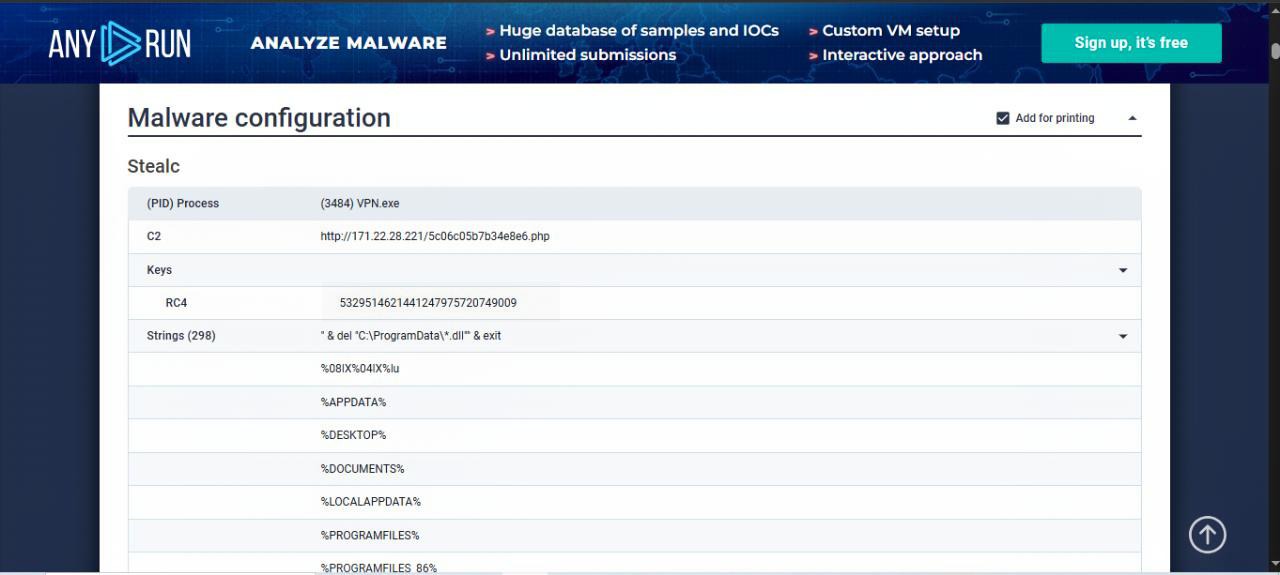 ANY RUN
ANALYZE MALWARE
> Huge database of samples and IOCs
> Unlimited submissions
> Custom VM setup
> Interactive approach
Sign up, it's free
Malware configuration
Add for printing
Stealc
(PID) Process (3484) VPN.exe
C2 http://171.22.28.221/5c06c05b7b34e8e6.php
Keys
RC4 5329514621441247975720749009
Strings (298) " & del "C:\ProgramData\*.dll"" & exit
%08lX%04lX%lu
%APPDATA%
%DESKTOP%
%DOCUMENTS%
%LOCALAPPDATA%
%PROGRAMFILES%
%PROGRAMFILES_86%